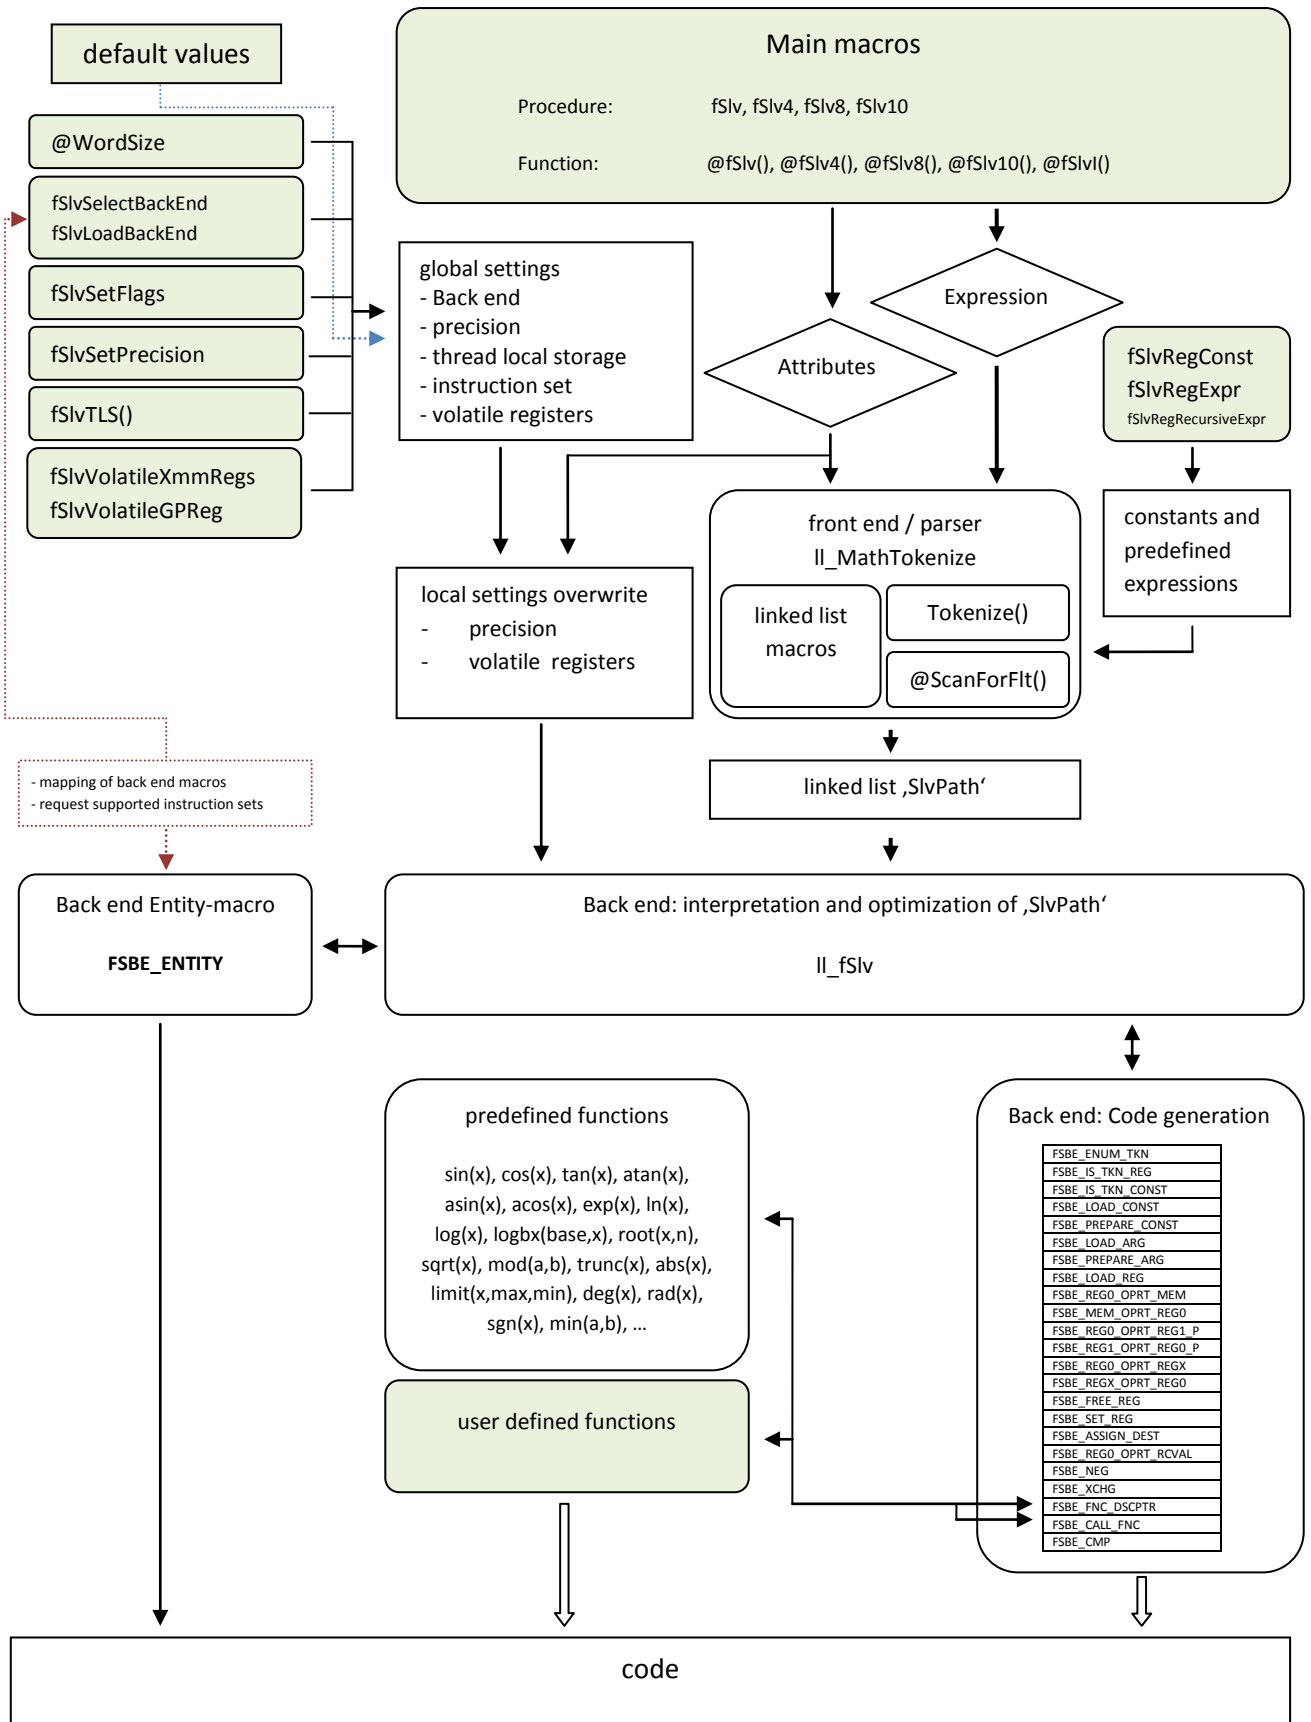 default values
Main macros
Procedure: fSlv, fSlv4, fSlv8, fSlv10
Function: @fSlv(), @fSlv4(), @fSlv8(), @fSlv10(), @fSlvI()
@WordSize
fSlvSelectBackEnd
fSlvLoadBackEnd
fSlvSetFlags
fSlvSetPrecision
fSlvTLS()
fSlvVolatileXmmRegs
fSlvVolatileGPReg
global settings
- Back end
- precision
- thread local storage
- instruction set
- volatile registers
Expression
Attributes
fSlvRegConst
fSlvRegExpr
fSlvRegRecursiveExpr
constants and
predefined
expressions
front end / parser
ll_MathTokenize
linked list
macros
Tokenize()
@ScanForFlt()
local settings overwrite
- precision
- volatile registers
linked list ‚SlvPath‘
- mapping of back end macros
- request supported instruction sets
Back end Entity-macro
FSBE_ENTITY
Back end: interpretation and optimization of ‚SlvPath‘
ll_fSlv
predefined functions
sin(x), cos(x), tan(x), atan(x),
asin(x), acos(x), exp(x), ln(x),
log(x), logbx(base,x), root(x,n),
sqrt(x), mod(a,b), trunc(x), abs(x),
limit(x,max,min), deg(x), rad(x),
sgn(x), min(a,b), ...
user defined functions
Back end: Code generation
FSBE_ENUM_TKN
FSBE_IS_TKN_REG
FSBE_IS_TKN_CONST
FSBE_LOAD_CONST
FSBE_PREPARE_CONST
FSBE_LOAD_ARG
FSBE_PREPARE_ARG
FSBE_LOAD_REG
FSBE_REG0_OPRT_MEM
FSBE_MEM_OPRT_REG0
FSBE_REG0_OPRT_REG1_P
FSBE_REG1_OPRT_REG0_P
FSBE_REG0_OPRT_REGX
FSBE_REGX_OPRT_REG0
FSBE_FREE_REG
FSBE_SET_REG
FSBE_ASSIGN_DEST
FSBE_REG0_OPRT_RCVAL
FSBE_NEG
FSBE_XCHG
FSBE_FNC_DSCPTR
FSBE_CALL_FNC
FSBE_CMP
code